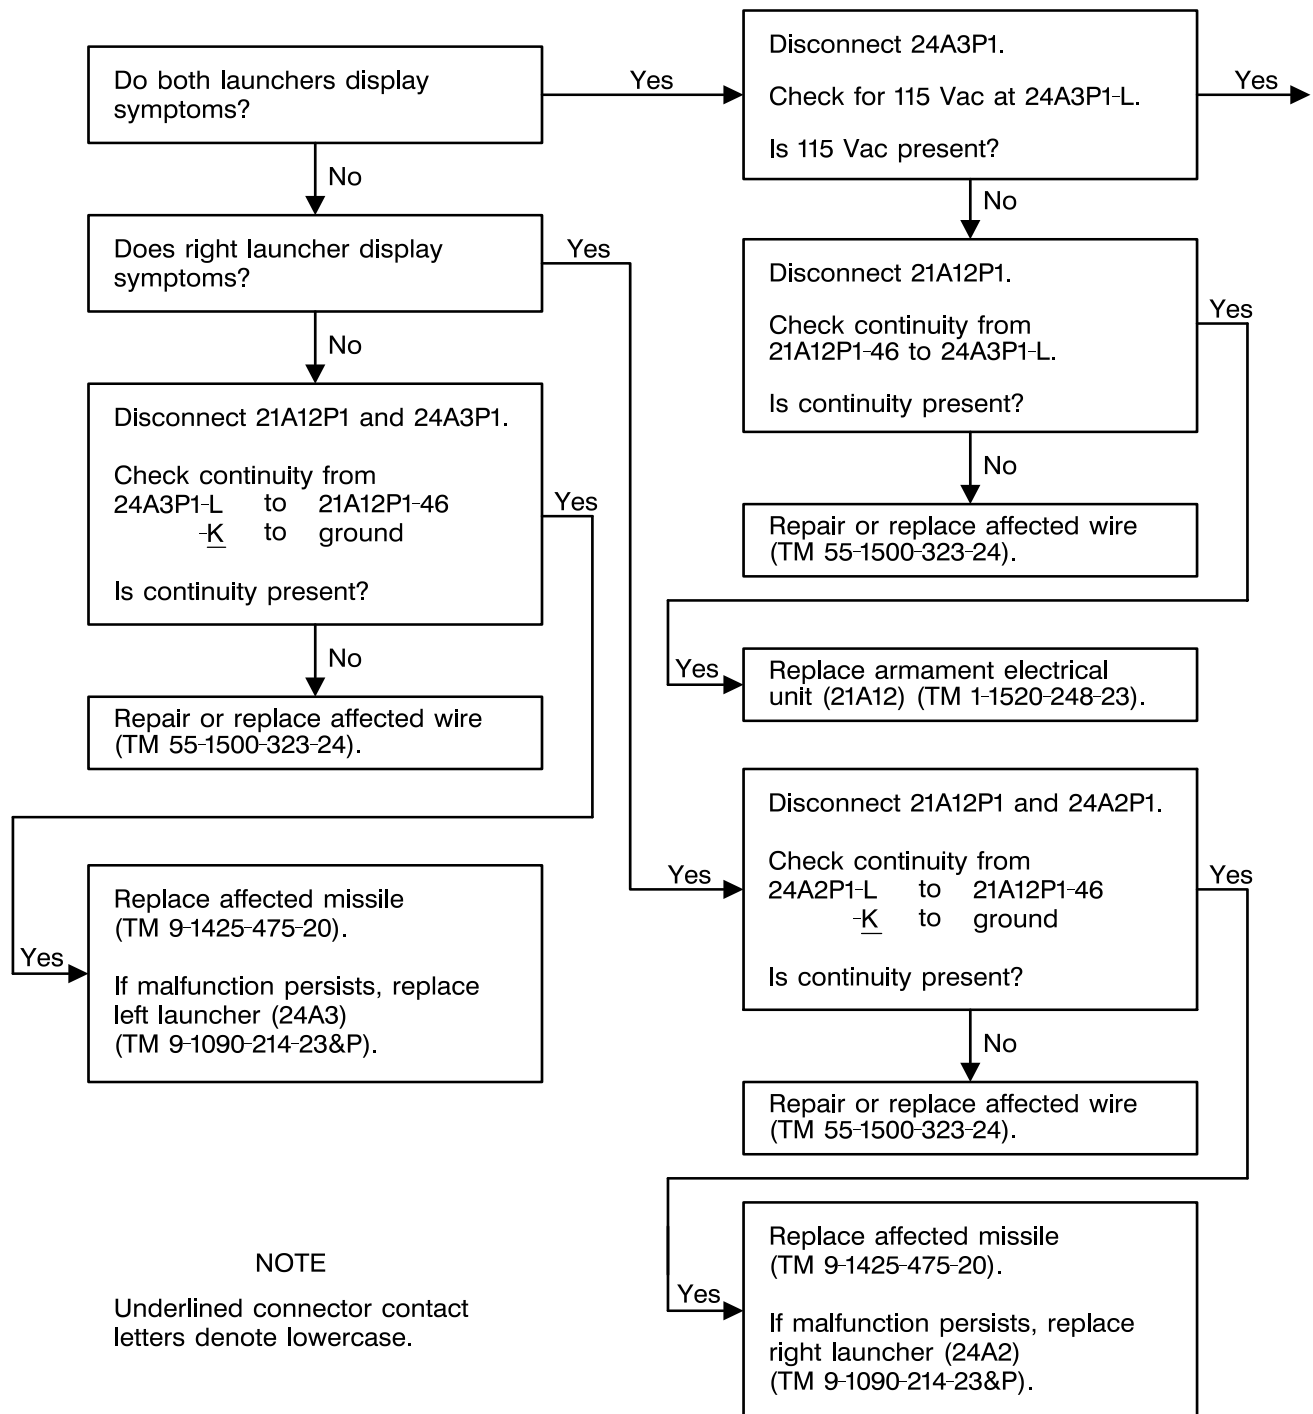 Do both launchers display
symptoms?
Yes
Disconnect 24A3P1.
Check for 115 Vac at 24A3P1-L.
Is 115 Vac present?
Yes
No
No
Does right launcher display
symptoms?
Yes
Disconnect 21A12P1.
Check continuity from
21A12P1-46 to 24A3P1-L.
Is continuity present?
Yes
No
No
Disconnect 21A12P1 and 24A3P1.
Check continuity from
24A3P1-L to 21A12P1-46
-K to ground
Is continuity present?
Yes
Repair or replace affected wire
(TM 55-1500-323-24).
No
Yes
Replace armament electrical
unit (21A12) (TM 1-1520-248-23).
Repair or replace affected wire
(TM 55-1500-323-24).
Disconnect 21A12P1 and 24A2P1.
Check continuity from
24A2P1-L to 21A12P1-46
-K to ground
Is continuity present?
Yes
Yes
Yes
Replace affected missile
(TM 9-1425-475-20).
If malfunction persists, replace
left launcher (24A3)
(TM 9-1090-214-23&P).
No
Repair or replace affected wire
(TM 55-1500-323-24).
Yes
Replace affected missile
(TM 9-1425-475-20).
If malfunction persists, replace
right launcher (24A2)
(TM 9-1090-214-23&P).
NOTE
Underlined connector contact
letters denote lowercase.